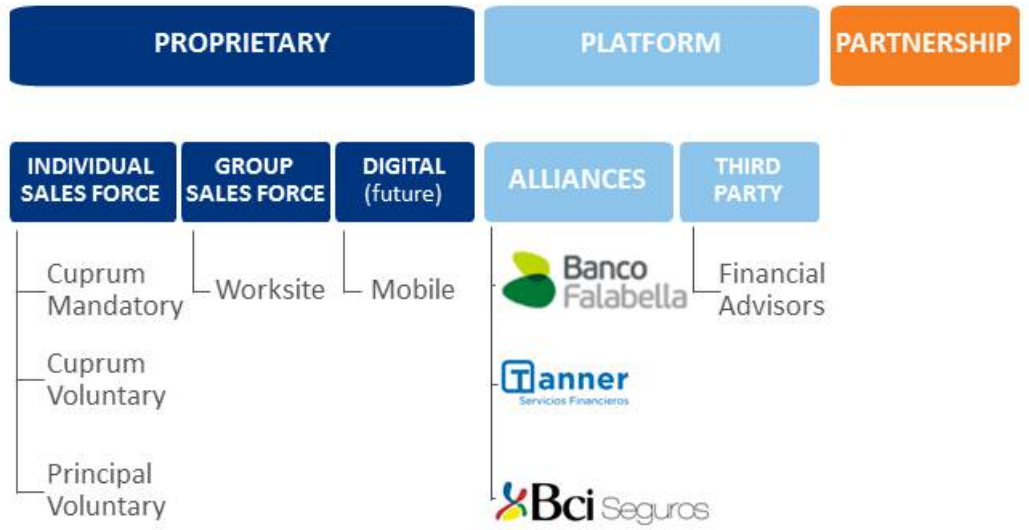 PROPRIETARY
PLATFORM
PARTNERSHIP
INDIVIDUAL
SALES FORCE
GROUP
SALES FORCE
DIGITAL
(future)
ALLIANCES
THIRD
PARTY
Cuprum
Mandatory
Cuprum
Voluntary
Principal
Voluntary
Worksite
Mobile
Banco
Falabella
Tanner
Servicios Financieros
Bci Seguros
Financial
Advisors